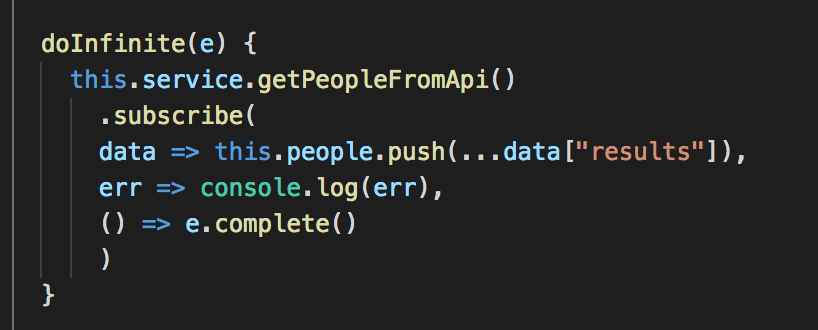 doInfinite(e) {
this.service.getPeopleFromApi()
.subscribe(
data => this.people.push(...data["results"]),
err => console.log(err),
() => e.complete()
)
}